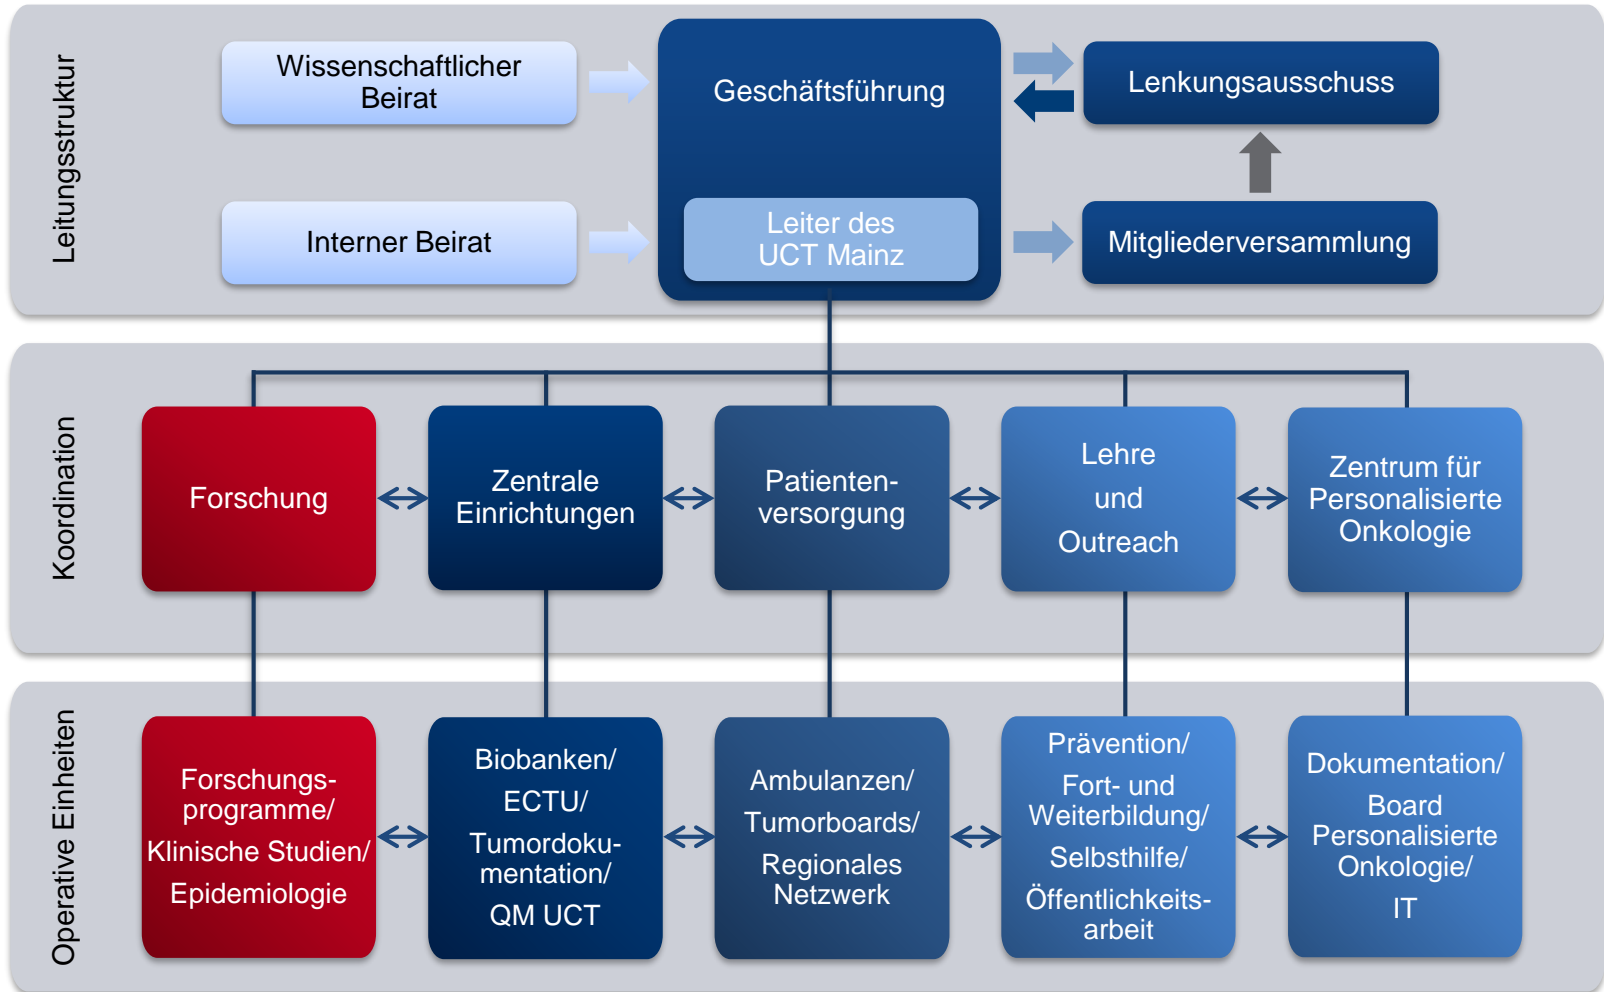 Leitungsstruktur
Wissenschaftlicher
Beirat
Geschäftsführung
Lenkungsausschuss
Interner Beirat
Leiter des
UCT Mainz
Mitgliederversammlung
Koordination
Forschung
Zentrale
Einrichtungen
Patienten-
versorgung
Lehre
und
Outreach
Zentrum für
Personalisierte
Onkologie
Operative Einheiten
Forschungs-
programme/
Klinische Studien/
Epidemiologie
Biobanken/
ECTU/
Tumordoku-
mentation/
QM UCT
Ambulanzen/
Tumorboards/
Regionales
Netzwerk
Prävention/
Fort- und
Weiterbildung/
Selbsthilfe/
Öffentlichkeits-
arbeit
Dokumentation/
Board
Personalisierte
Onkologie/
IT